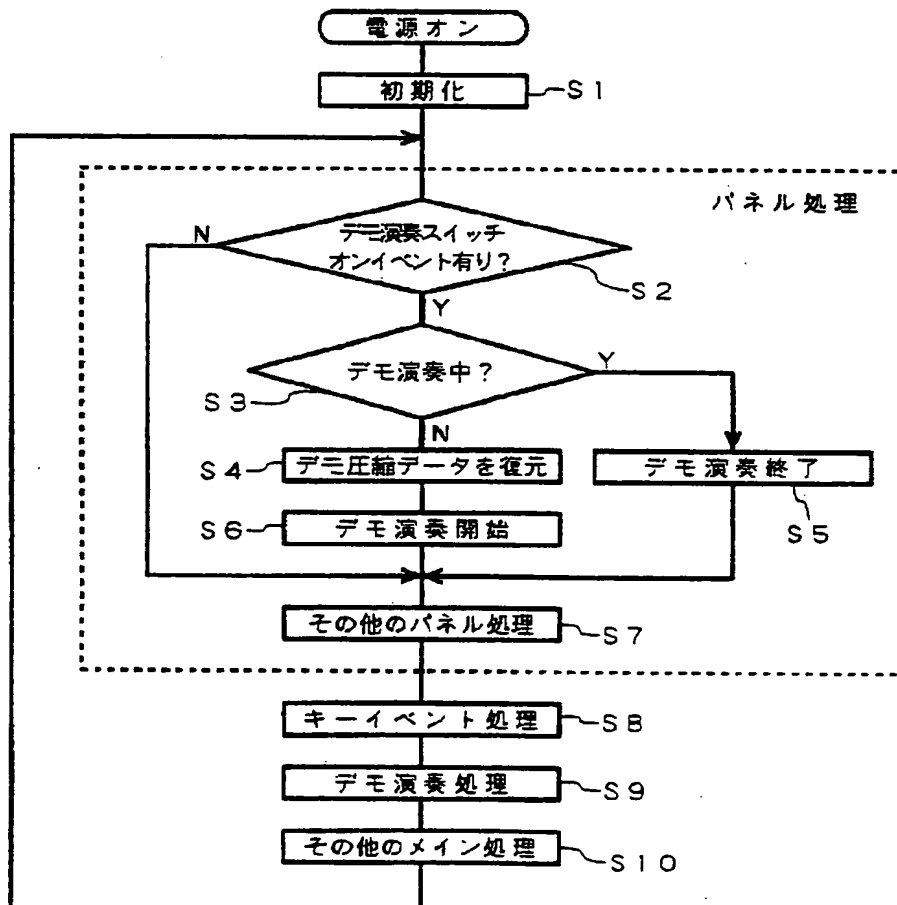 電源オン
初期化
S1
パネル処理
N
デモ演奏スイッチ
オンイベント有り?
S2
Y
デモ演奏中?
Y
S3
N
S4
デモ圧縮データを復元
デモ演奏終了
S6
デモ演奏開始
S5
その他のパネル処理
S7
キーイベント処理
S8
デモ演奏処理
S9
その他のメイン処理
S10